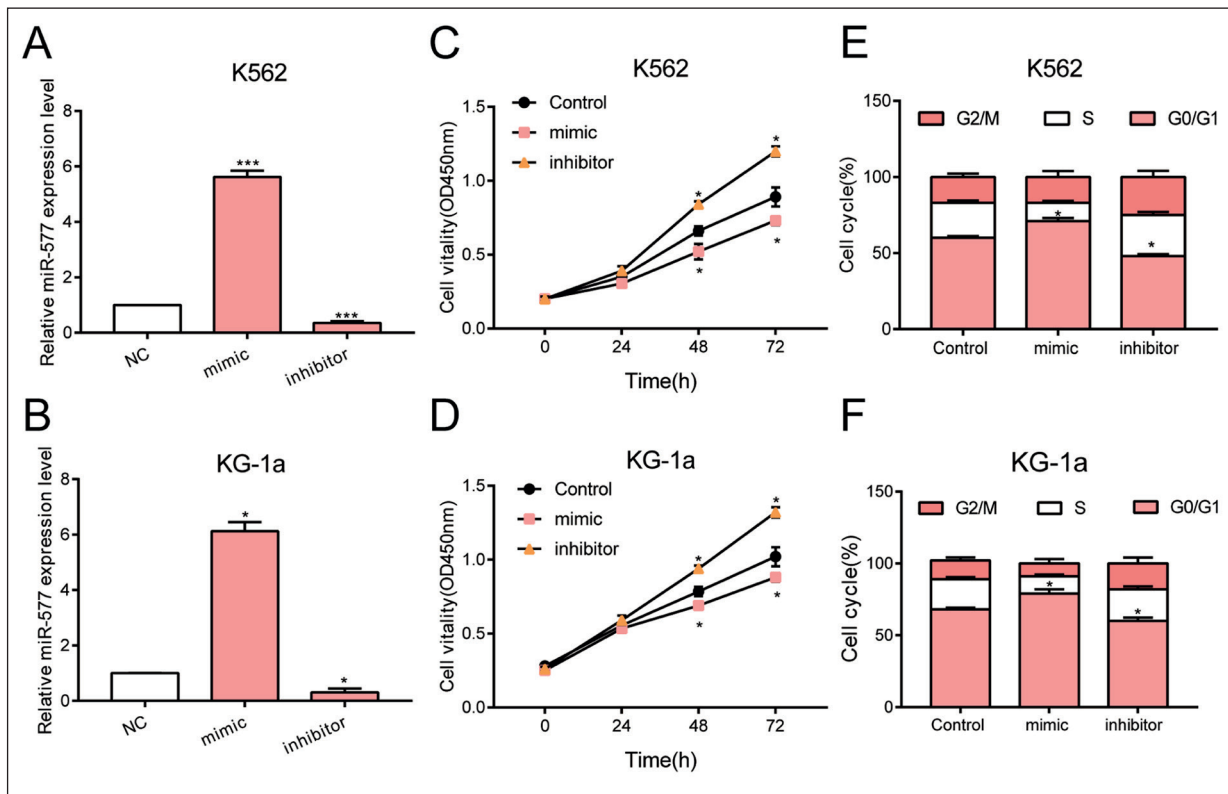 A
K562
Relative miR-577 expression level
8
6
4
2
0
***
***
NC
mimic
inhibitor
B
KG-1a
Relative miR-577 expression level
8
6
4
2
0
*
*
NC
mimic
inhibitor
C
K562
Control
mimic
inhibitor
Cell vitality(OD450nm)
1.5
1.0
0.5
0.0
*
*
*
*
0 24 48 72
Time(h)
D
KG-1a
Control
mimic
inhibitor
Cell vitality(OD450nm)
1.5
1.0
0.5
0.0
*
*
*
*
0 24 48 72
Time(h)
E
K562
G2/M S G0/G1
Cell cycle(%)
150
100
50
0
*
*
Control mimic inhibitor
F
KG-1a
G2/M S G0/G1
Cell cycle(%)
150
100
50
0
*
*
Control mimic inhibitor